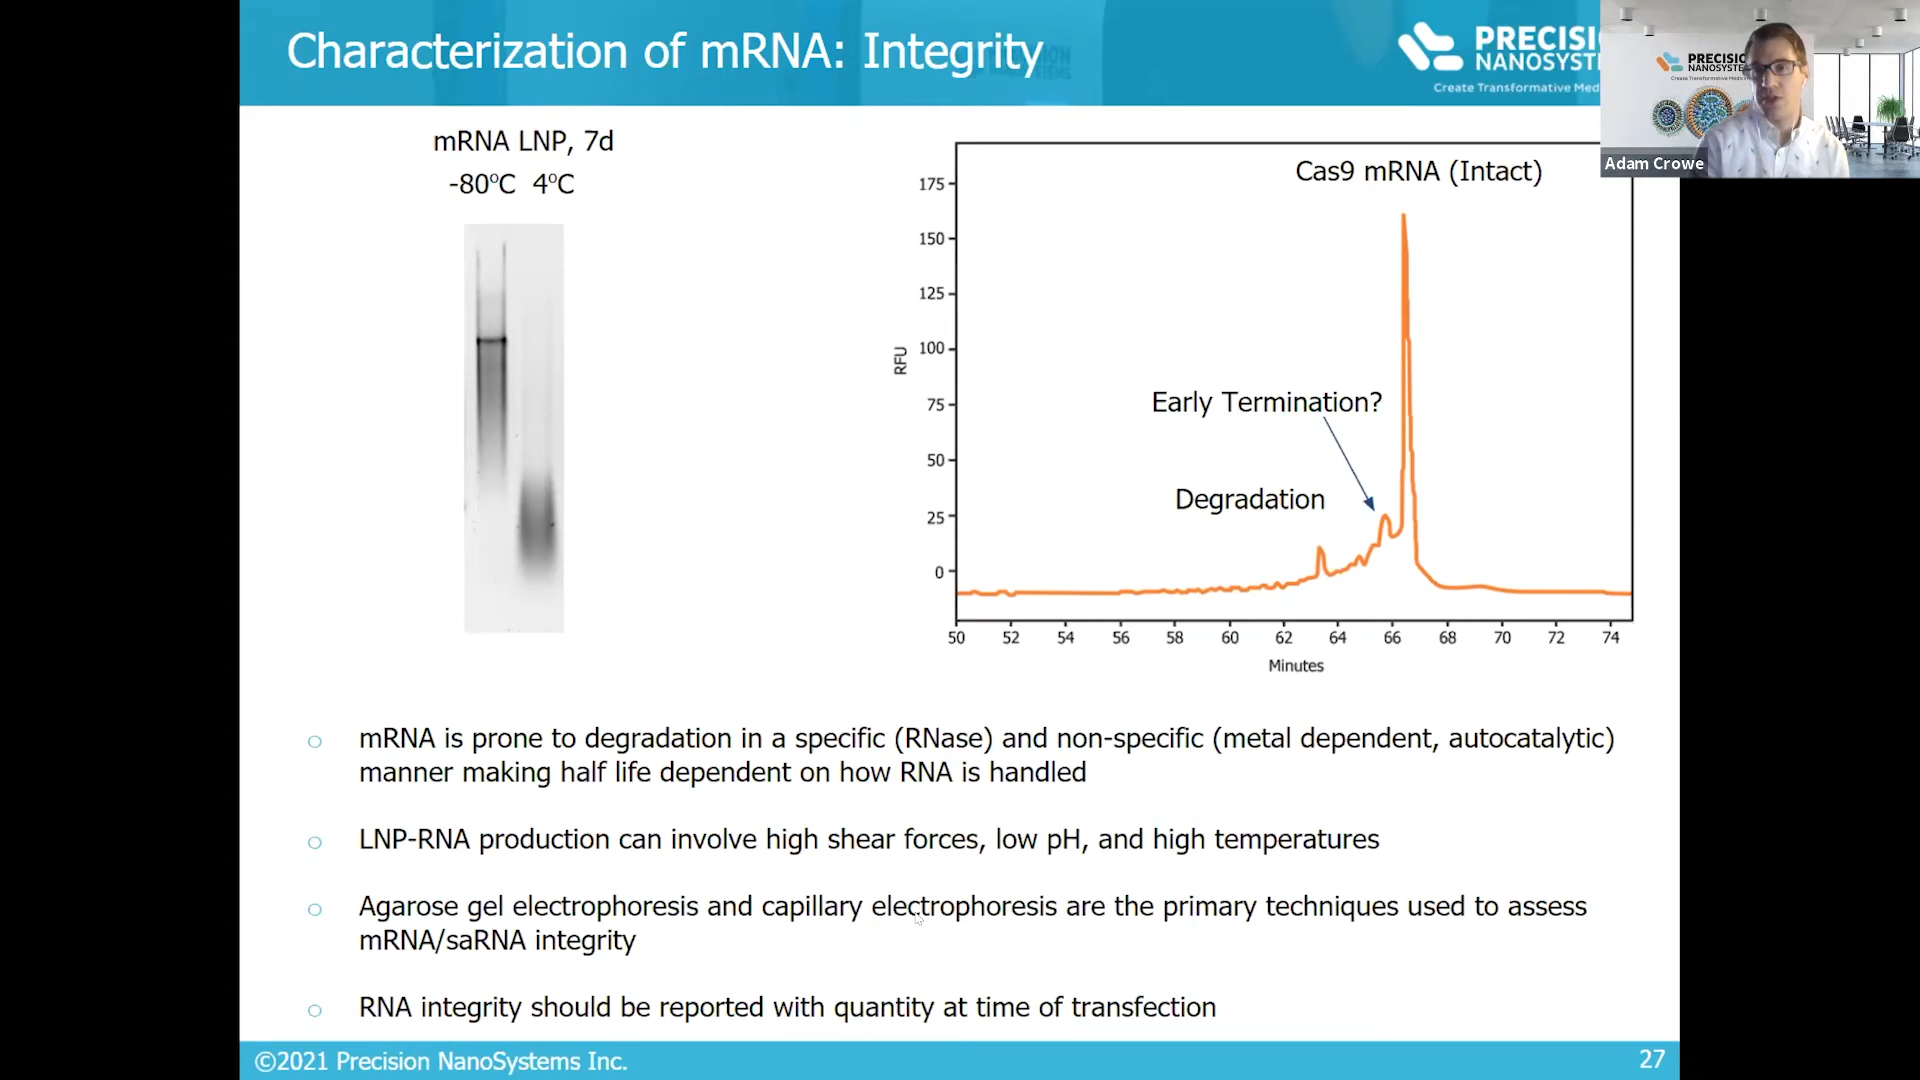 Characterization of mRNA: Integrity
PRECISI
NANOSYSTE
Create Transformative Med
PRECISIO
NANOSYSTE
Adam Crowe
mRNA LNP, 7d
-80ºC 4ºC
Cas9 mRNA (Intact)
Early Termination?
Degradation
RFU
175
150
125
100
75
50
25
0
50 52 54 56 58 60 62 64 66 68 70 72 74
Minutes
o mRNA is prone to degradation in a specific (RNase) and non-specific (metal dependent, autocatalytic)
manner making half life dependent on how RNA is handled
o LNP-RNA production can involve high shear forces, low pH, and high temperatures
o Agarose gel electrophoresis and capillary electrophoresis are the primary techniques used to assess
mRNA/saRNA integrity
o RNA integrity should be reported with quantity at time of transfection
©2021 Precision NanoSystems Inc.
27